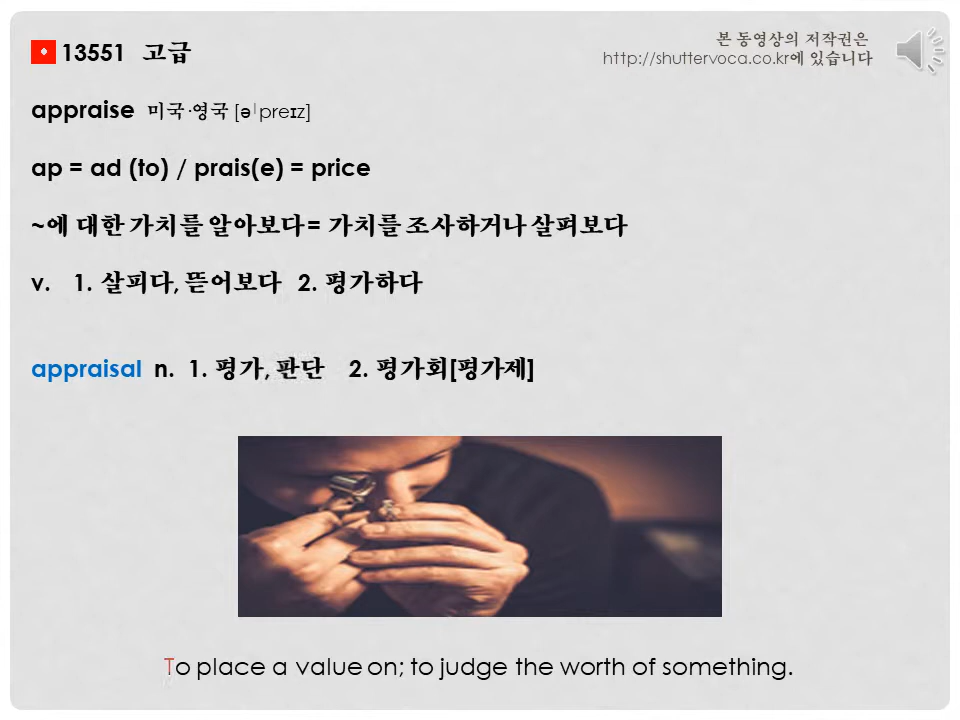 13551 고급
본 동영상의 저작권은
http://shuttervoca.co.kr에 있습니다
appraise 미국·영국 [əˈpreɪz]
ap = ad (to) / prais(e) = price
~에 대한 가치를 알아보다= 가치를 조사하거나 살펴보다
v. 1. 살피다, 뜯어보다 2. 평가하다
appraisal n. 1. 평가, 판단 2. 평가회[평가제]
To place a value on; to judge the worth of something.